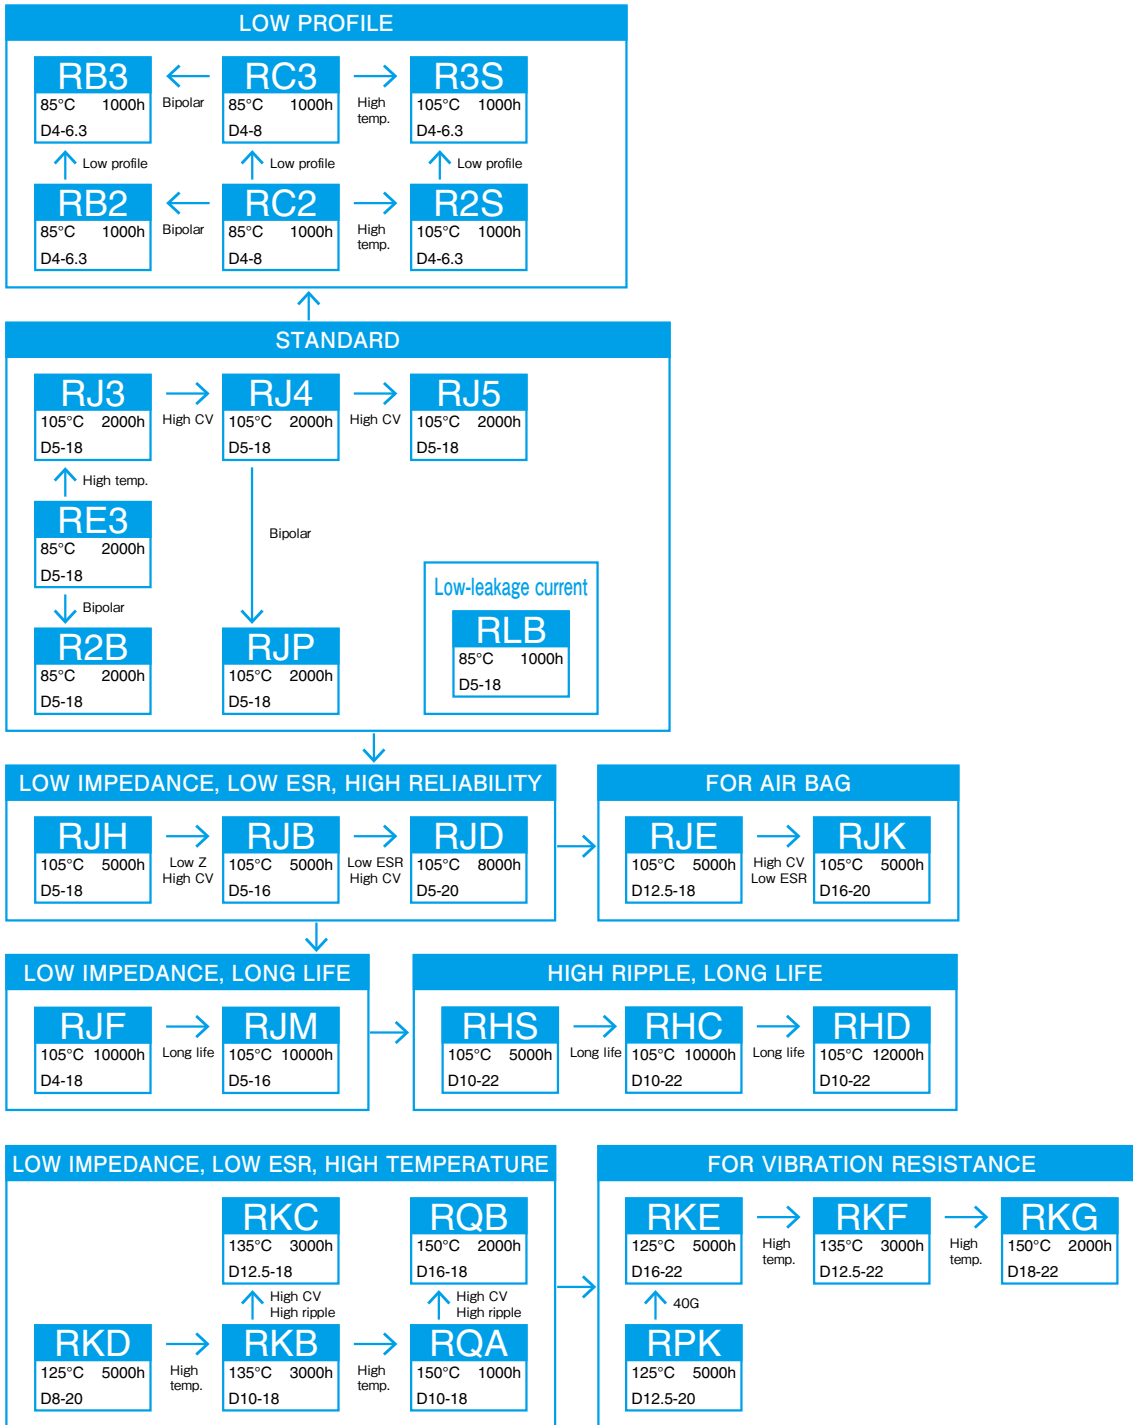 LOW PROFILE
RB3
85°C 1000h
D4-6.3
Bipolar
RC3
85°C 1000h
D4-8
High
temp.
R3S
105°C 1000h
D4-6.3
Low profile
Low profile
Low profile
RB2
85°C 1000h
D4-6.3
Bipolar
RC2
85°C 1000h
D4-8
High
temp.
R2S
105°C 1000h
D4-6.3
STANDARD
RJ3
105°C 2000h
D5-18
High CV
RJ4
105°C 2000h
D5-18
High CV
RJ5
105°C 2000h
D5-18
High temp.
RE3
85°C 2000h
D5-18
Bipolar
Bipolar
R2B
85°C 2000h
D5-18
RJP
105°C 2000h
D5-18
Low-leakage current
RLB
85°C 1000h
D5-18
LOW IMPEDANCE, LOW ESR, HIGH RELIABILITY
RJH
105°C 5000h
D5-18
Low Z
High CV
RJB
105°C 5000h
D5-16
Low ESR
High CV
RJD
105°C 8000h
D5-20
FOR AIR BAG
RJE
105°C 5000h
D12.5-18
High CV
Low ESR
RJK
105°C 5000h
D16-20
LOW IMPEDANCE, LONG LIFE
RJF
105°C 10000h
D4-18
Long life
RJM
105°C 10000h
D5-16
HIGH RIPPLE, LONG LIFE
RHS
105°C 5000h
D10-22
Long life
RHC
105°C 10000h
D10-22
Long life
RHD
105°C 12000h
D10-22
LOW IMPEDANCE, LOW ESR, HIGH TEMPERATURE
RKC
135°C 3000h
D12.5-18
RQB
150°C 2000h
D16-18
High CV
High ripple
High CV
High ripple
RKD
125°C 5000h
D8-20
High
temp.
RKB
135°C 3000h
D10-18
High
temp.
RQA
150°C 1000h
D10-18
FOR VIBRATION RESISTANCE
RKE
125°C 5000h
D16-22
High
temp.
RKF
135°C 3000h
D12.5-22
High
temp.
RKG
150°C 2000h
D18-22
40G
RPK
125°C 5000h
D12.5-20